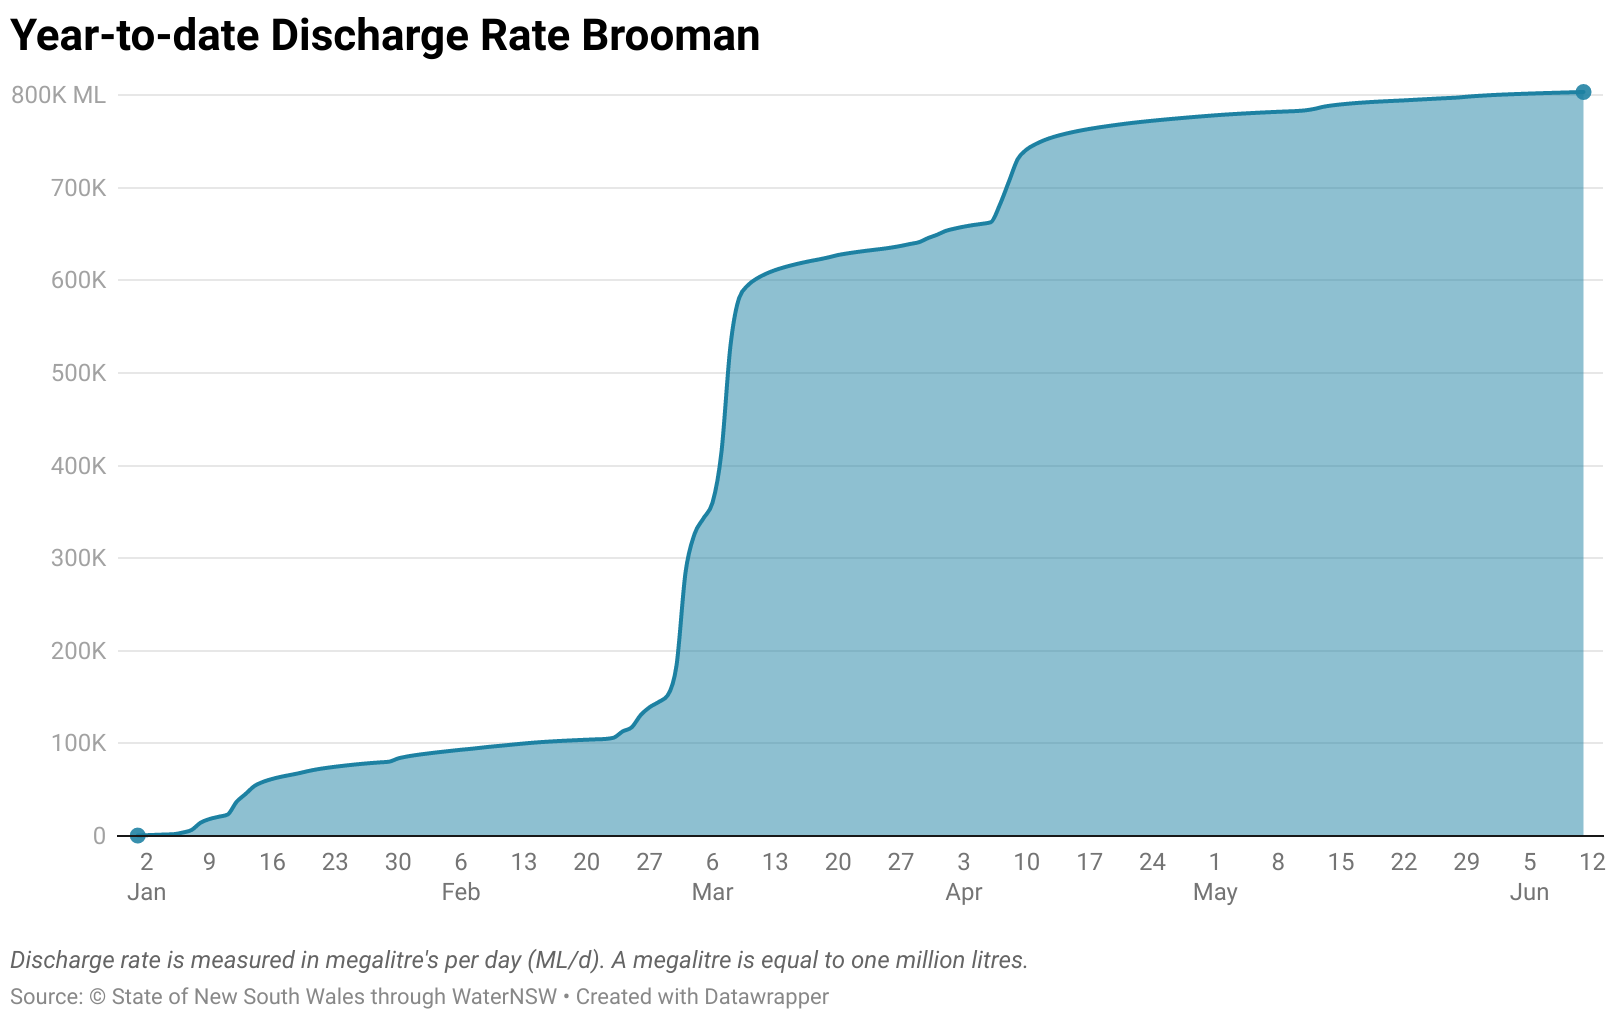 Year-to-date Discharge Rate Brooman
800K ML
700K
600K
500K
400K
300K
200K
100K
0
2 9 16 23 30 6 13 20 27 6 13 20 27 3 10 17 24 1 8 15 22 29 5 12
Jan Feb Mar Apr May Jun
Discharge rate is measured in megalitre's per day (ML/d). A megalitre is equal to one million litres.
Source: © State of New South Wales through WaterNSW • Created with Datawrapper